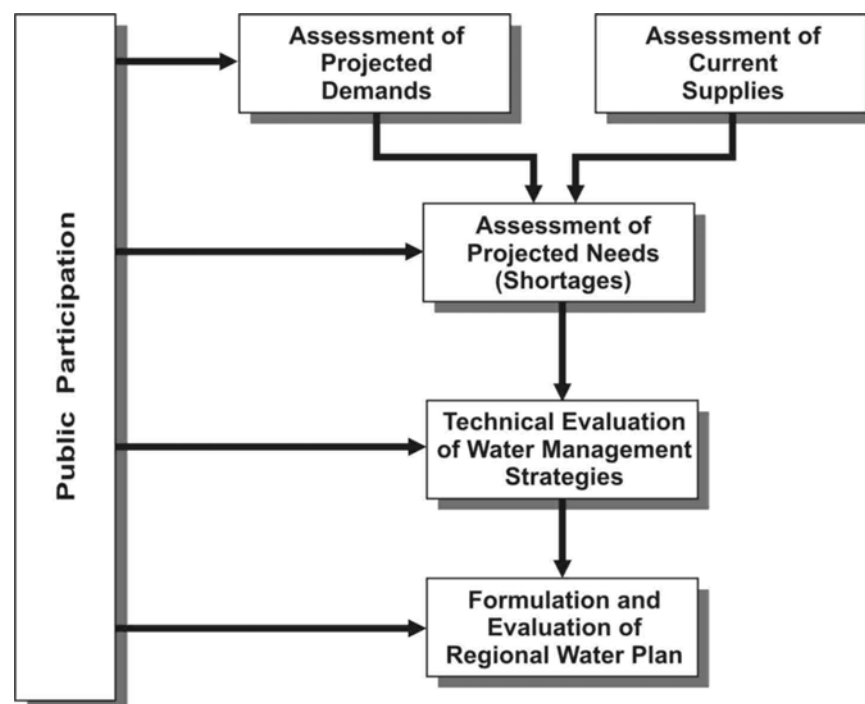 Public Participation
Assessment of
Projected
Demands
Assessment of
Current
Supplies
Assessment of
Projected Needs
(Shortages)
Technical Evaluation
of Water Management
Strategies
Formulation and
Evaluation of
Regional Water Plan